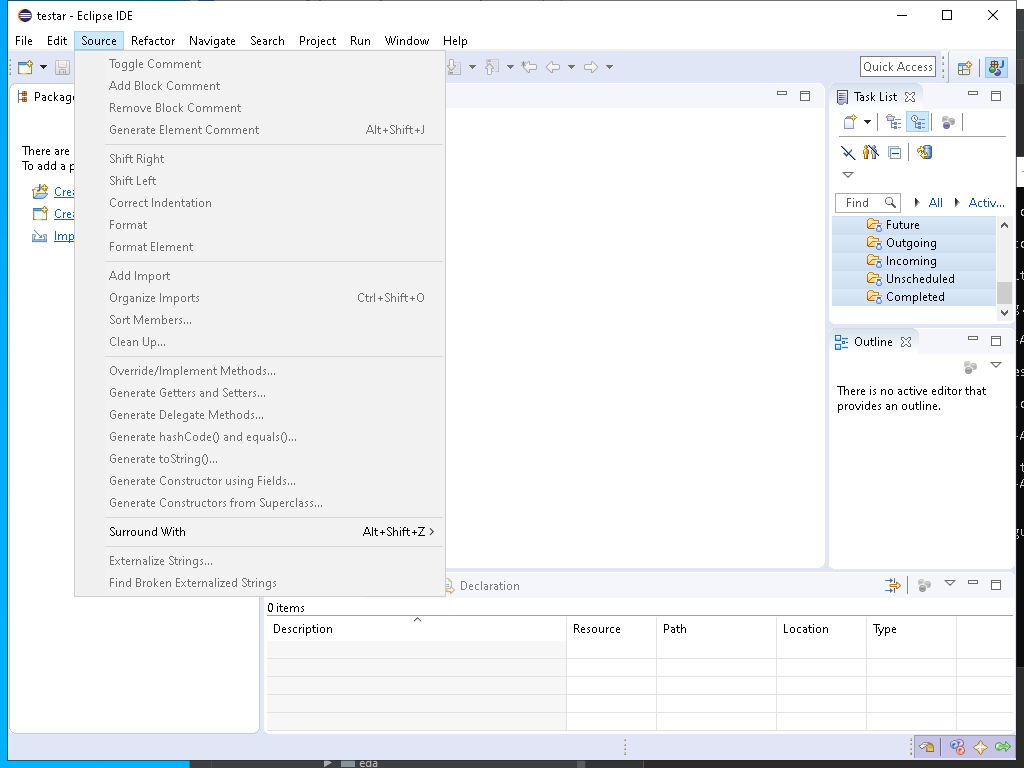 testar - Eclipse IDE
File Edit Source Refactor Navigate Search Project Run Window Help
Quick Access
Toggle Comment
Add Block Comment
Remove Block Comment
Generate Element Comment Alt+Shift+J
Shift Right
Shift Left
Correct Indentation
Format
Format Element
Add Import
Organize Imports Ctrl+Shift+O
Sort Members...
Clean Up...
Override/Implement Methods...
Generate Getters and Setters...
Generate Delegate Methods...
Generate hashCode() and equals()...
Generate toString()...
Generate Constructor using Fields...
Generate Constructors from Superclass...
Surround With Alt+Shift+Z
Externalize Strings...
Find Broken Externalized Strings
Packag
There are
To add a p
Crea
Crea
Imp
Task List
Find All Activ...
Future
Outgoing
Incoming
Unscheduled
Completed
Outline
There is no active editor that
provides an outline.
Declaration
0 items
Description Resource Path Location Type
eda